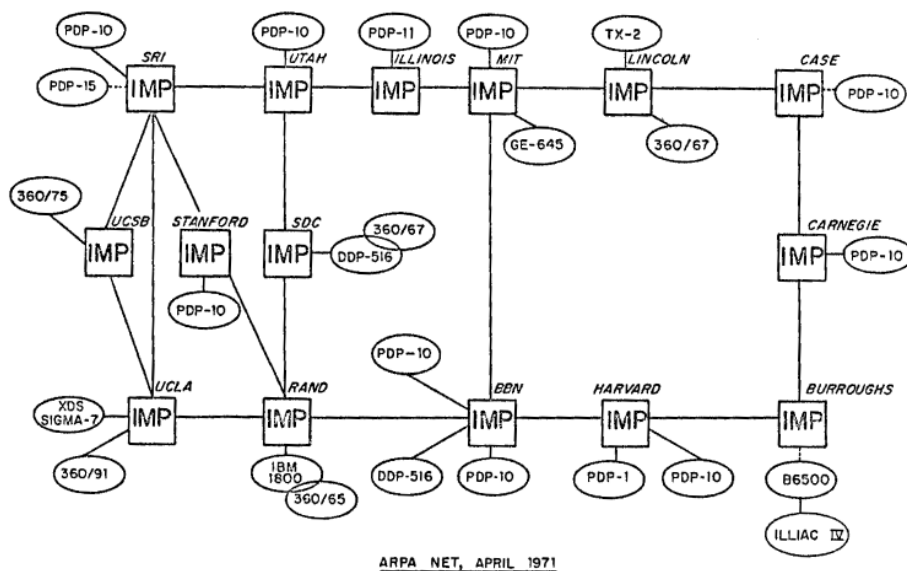 PDP-10
SRI
IMP
PDP-15
PDP-10
UTAH
IMP
PDP-11
ILLINOIS
IMP
PDP-10
MIT
IMP
GE-645
TX-2
LINCOLN
IMP
360/67
CASE
IMP
PDP-10
360/75
UCSB
IMP
STANFORD
IMP
PDP-10
SDC
IMP
360/67
DDP-516
CARNEGIE
IMP
PDP-10
UCLA
IMP
XDS
SIGMA-7
360/91
RAND
IMP
IBM
1800
360/65
PDP-10
BBN
IMP
DDP-516
PDP-10
HARVARD
IMP
PDP-1
PDP-10
BURROUGHS
IMP
B6500
ILLIAC IV
ARPA NET, APRIL 1971